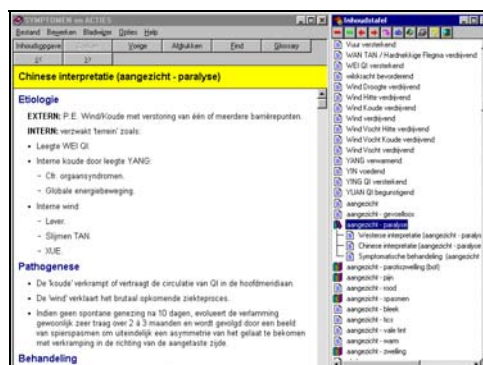 SYMPTOMEN en ACTIES
Bestand Bewerken Bladwijzer Opties Help
Inhoudsopgave Zoeken Vorige Afdrukken Eind Glossary
<< >>
Chinese interpretatie (aangezicht - paralyse)
Etiologie
EXTERN: P.E. Wind/Koude met verstoring van één of meerdere barrièrepunten.
INTERN: verzwakt 'terrein' zoals:
• Leegte WEI QI.
• Interne koude door leegte YANG:
- Cfr. orgaansyndromen.
- Globale energiebeweging.
• Interne wind:
- Lever.
- Slijmen TAN.
- XUE.
Pathogenese
• De 'koude' verkrampt of vertraagt de circulatie van QI in de hoofdmeridiaan.
• De 'wind' verklaart het brutaal opkomende ziekteproces.
• Indien geen spontane genezing na 10 dagen, evolueert de verlamming
gewoonlijk zeer traag over 2 à 3 maanden en wordt gevolgd door een beeld
van spierspasmen om uiteindelijk een asymmetrie van het gelaat te bekomen
met verkramping in de richting van de aangetaste zijde.
Behandeling
Inhoudstafel
Vuur versterkend
WAN TAN / Hardnekkige Flegma verdrijvend
WEI QI versterkend
wilskracht bevorderend
Wind Droogte verdrijvend
Wind Hitte verdrijvend
Wind Koude verdrijvend
Wind verdrijvend
Wind Vocht Hitte verdrijvend
Wind Vocht Koude verdrijvend
Wind Vocht verdrijvend
YANG verwarmend
YIN voedend
YING QI versterkend
YUAN QI begunstigend
aangezicht
aangezicht - gevoelloos
aangezicht - paralyse
Westerse interpretatie (aangezicht - paralys
Chinese interpretatie (aangezicht - paralyse
Symptomatische behandeling (aangezicht
aangezicht - parotiszwelling (bof)
aangezicht - pijn
aangezicht - rood
aangezicht - spasmen
aangezicht - bleek
aangezicht - tics
aangezicht - vale tint
aangezicht - warm
aangezicht - zwelling